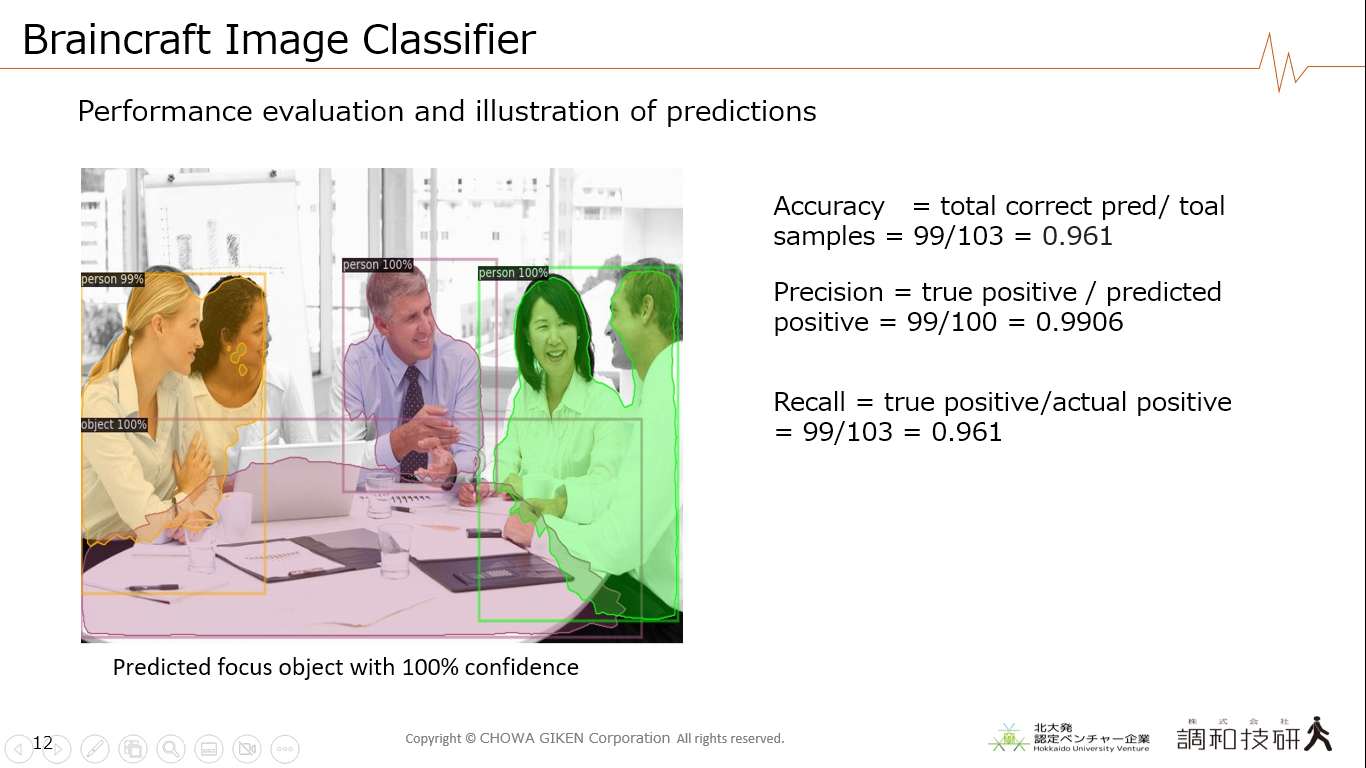 Braincraft Image Classifier
Performance evaluation and illustration of predictions
person 99%
person 100%
person 100%
object 100%
Predicted focus object with 100% confidence
Accuracy = total correct pred/ toal
samples = 99/103 = 0.961
Precision = true positive / predicted
positive = 99/100 = 0.9906
Recall = true positive/actual positive
= 99/103 = 0.961
12
Copyright © CHOWA GIKEN Corporation All rights reserved.
北大発
認定ベンチャー企業
Hokkaido University Venture
株式会社
調和技研